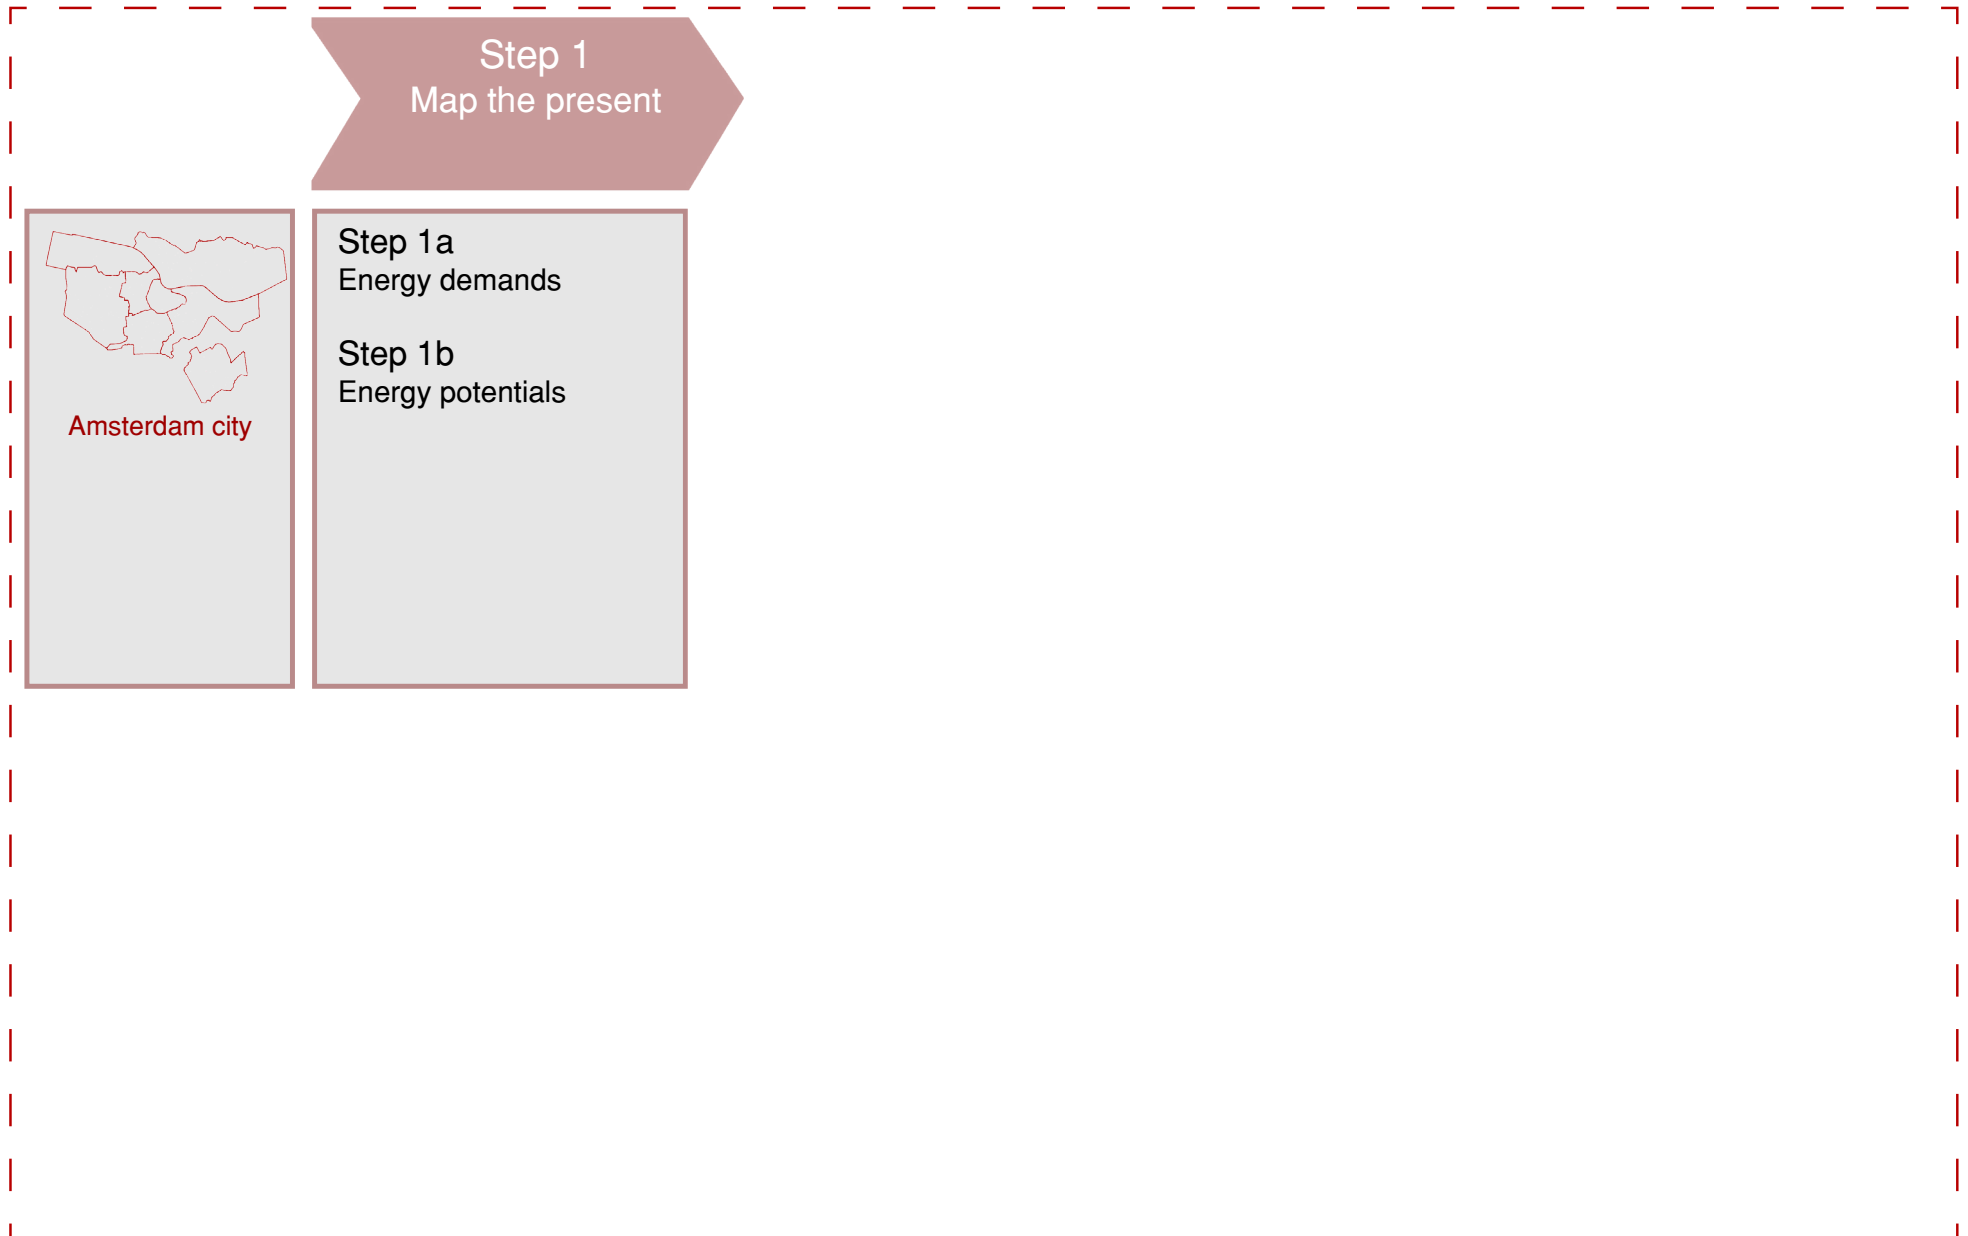 Step 1
Map the present
Amsterdam city
Step 1a
Energy demands
Step 1b
Energy potentials